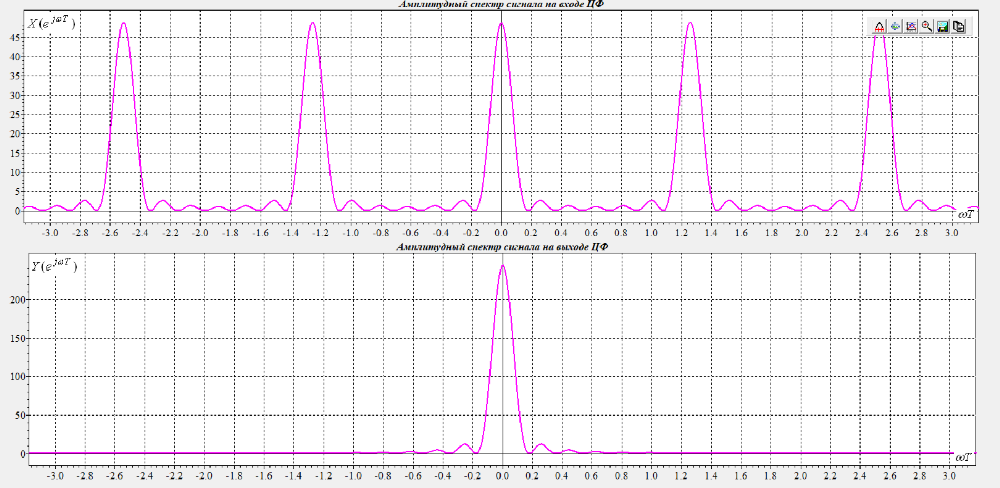 Амплитудный спектр сигнала на входе ЦФ
X(e^{jωT})
45
40
35
30
25
20
15
10
5
0
ωT
-3.0 -2.8 -2.6 -2.4 -2.2 -2.0 -1.8 -1.6 -1.4 -1.2 -1.0 -0.8 -0.6 -0.4 -0.2 0.0 0.2 0.4 0.6 0.8 1.0 1.2 1.4 1.6 1.8 2.0 2.2 2.4 2.6 2.8 3.0
Амплитудный спектр сигнала на выходе ЦФ
Y(e^{jωT})
200
150
100
50
0
ωT
-3.0 -2.8 -2.6 -2.4 -2.2 -2.0 -1.8 -1.6 -1.4 -1.2 -1.0 -0.8 -0.6 -0.4 -0.2 0.0 0.2 0.4 0.6 0.8 1.0 1.2 1.4 1.6 1.8 2.0 2.2 2.4 2.6 2.8 3.0